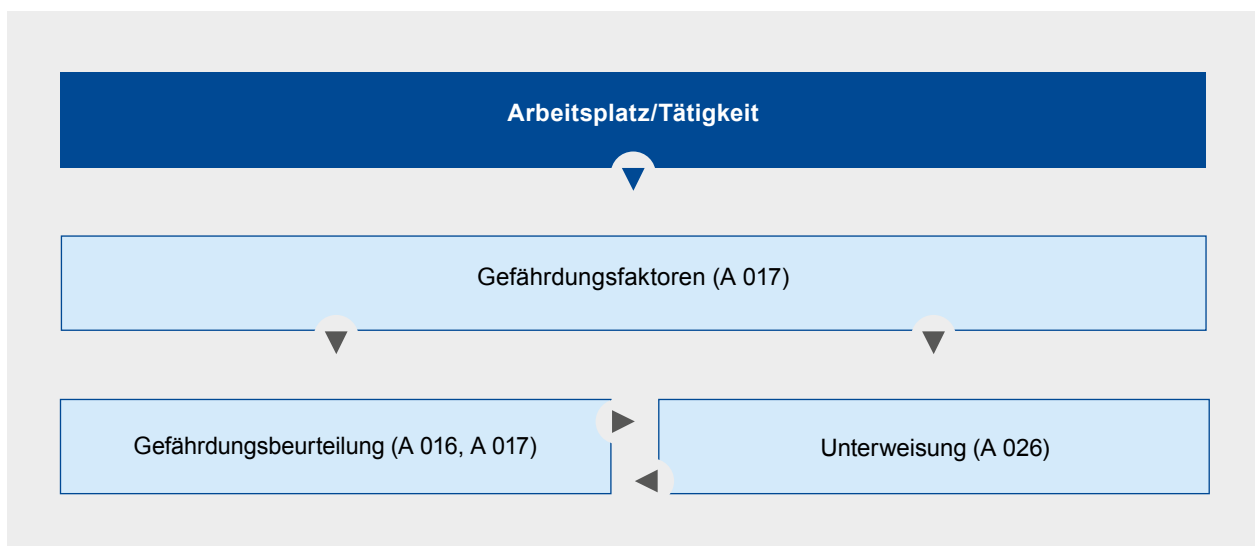 Arbeitsplatz/Tätigkeit
Gefährdungsfaktoren (A 017)
Gefährdungsbeurteilung (A 016, A 017)
Unterweisung (A 026)